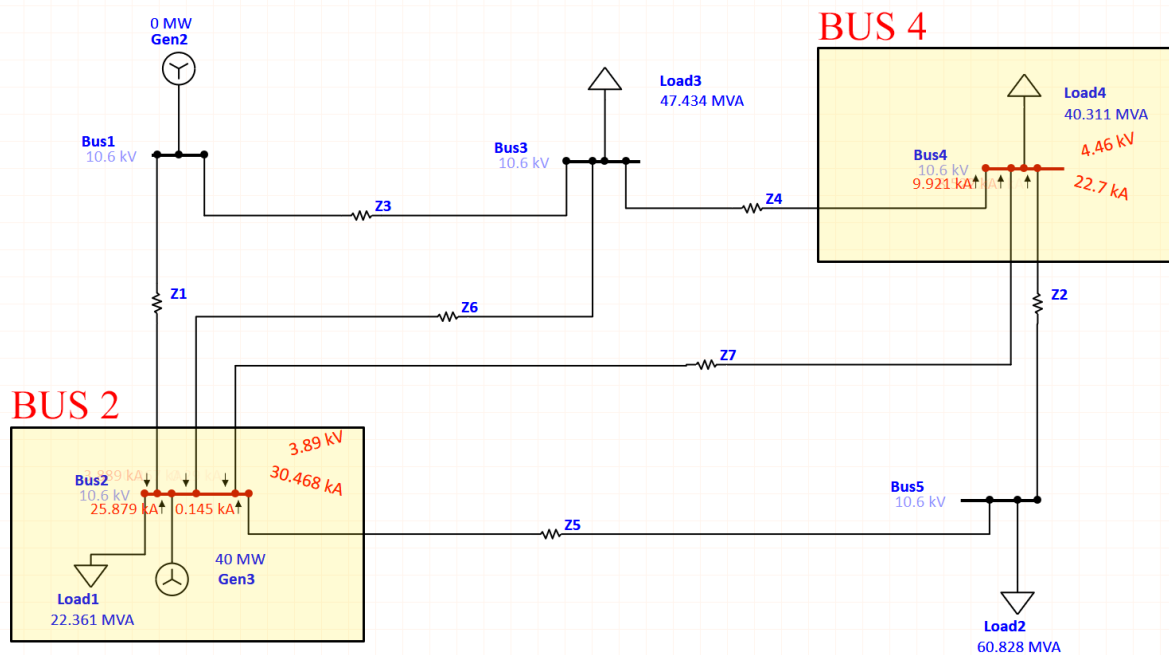 0 MW
Gen2
BUS 4
Load3
47.434 MVA
Load4
40.311 MVA
Bus1
10.6 kV
Bus3
10.6 kV
Bus4
10.6 kV
4.46 kV
9.921 kA
22.7 kA
Z3
Z4
Z1
Z6
Z2
Z7
BUS 2
3.89 kV
30.468 kA
Bus2
10.6 kV
25.879 kA
0.145 kA
Bus5
10.6 kV
Z5
40 MW
Gen3
Load1
22.361 MVA
Load2
60.828 MVA